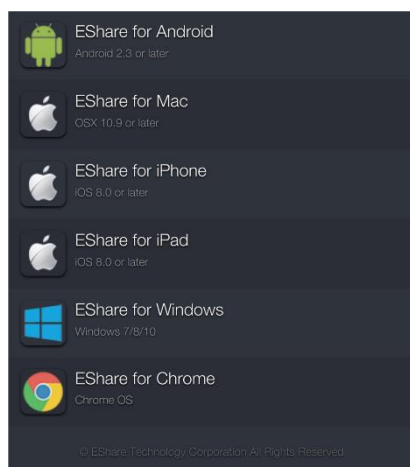 EShare for Android
Android 2.3 or later
EShare for Mac
OSX 10.9 or later
EShare for iPhone
iOS 8.0 or later
EShare for iPad
iOS 8.0 or later
EShare for Windows
Windows 7/8/10
EShare for Chrome
Chrome OS
© EShare Technology Corporation All Rights Reserved